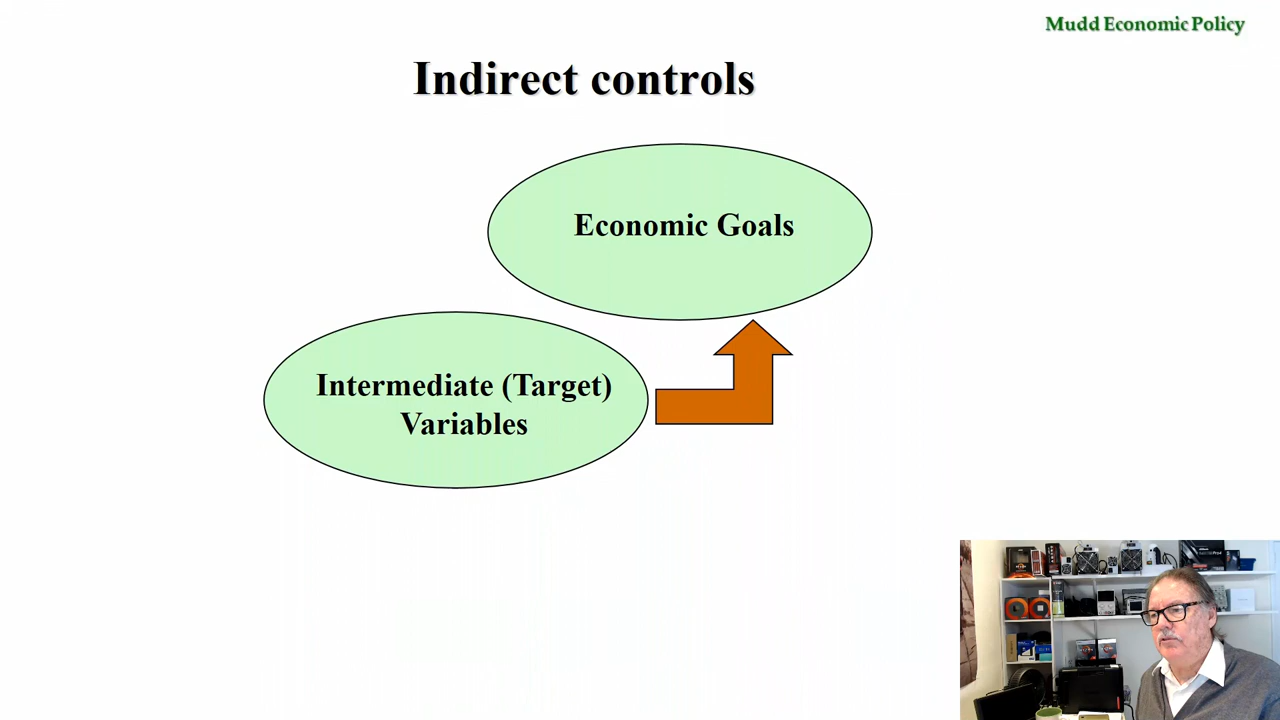 Mudd Economic Policy
Indirect controls
Economic Goals
Intermediate (Target)
Variables